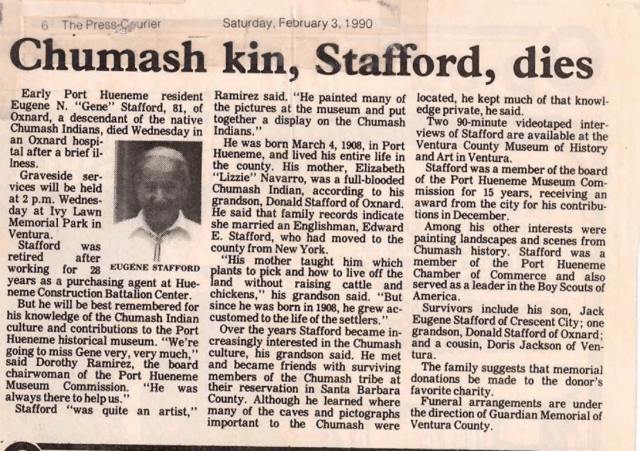 6 The Press-Courier Saturday, February 3, 1990
Chumash kin, Stafford, dies
Early Port Hueneme resident
Eugene N. "Gene" Stafford, 81, of
Oxnard, a descendant of the native
Chumash Indians, died Wednesday in
an Oxnard hospi-
tal after a brief il-
lness.
Graveside ser-
vices will be held
at 2 p.m. Wednes-
day at Ivy Lawn
Memorial Park in
Ventura.
Stafford was
retired after
working for 28
years as a purchasing agent at Hue-
neme Construction Battalion Center.
But he will be best remembered for
his knowledge of the Chumash Indian
culture and contributions to the Port
Hueneme historical museum. "We're
going to miss Gene very, very much,"
said Dorothy Ramirez, the board
chairwoman of the Port Hueneme
Museum Commission. "He was
always there to help us."
Stafford "was quite an artist,"
EUGENE STAFFORD
Ramirez said. "He painted many of
the pictures at the museum and put
together a display on the Chumash
Indians."
He was born March 4, 1908, in Port
Hueneme, and lived his entire life in
the county. His mother, Elizabeth
"Lizzie" Navarro, was a full-blooded
Chumash Indian, according to his
grandson, Donald Stafford of Oxnard.
He said that family records indicate
she married an Englishman, Edward
E. Stafford, who had moved to the
county from New York.
"His mother taught him which
plants to pick and how to live off the
land without raising cattle and
chickens," his grandson said. "But
since he was born in 1908, he grew ac-
customed to the life of the settlers."
Over the years Stafford became in-
creasingly interested in the Chumash
culture, his grandson said. He met
and became friends with surviving
members of the Chumash tribe at
their reservation in Santa Barbara
County. Although he learned where
many of the caves and pictographs
important to the Chumash were
located, he kept much of that knowl-
edge private, he said.
Two 90-minute videotaped inter-
views of Stafford are available at the
Ventura County Museum of History
and Art in Ventura.
Stafford was a member of the board
of the Port Hueneme Museum Com-
mission for 15 years, receiving an
award from the city for his contribu-
tions in December.
Among his other interests were
painting landscapes and scenes from
Chumash history. Stafford was a
member of the Port Hueneme
Chamber of Commerce and also
served as a leader in the Boy Scouts of
America.
Survivors include his son, Jack
Eugene Stafford of Crescent City; one
grandson, Donald Stafford of Oxnard;
and a cousin, Doris Jackson of Ven-
tura.
The family suggests that memorial
donations be made to the donor's
favorite charity.
Funeral arrangements are under
the direction of Guardian Memorial of
Ventura County.